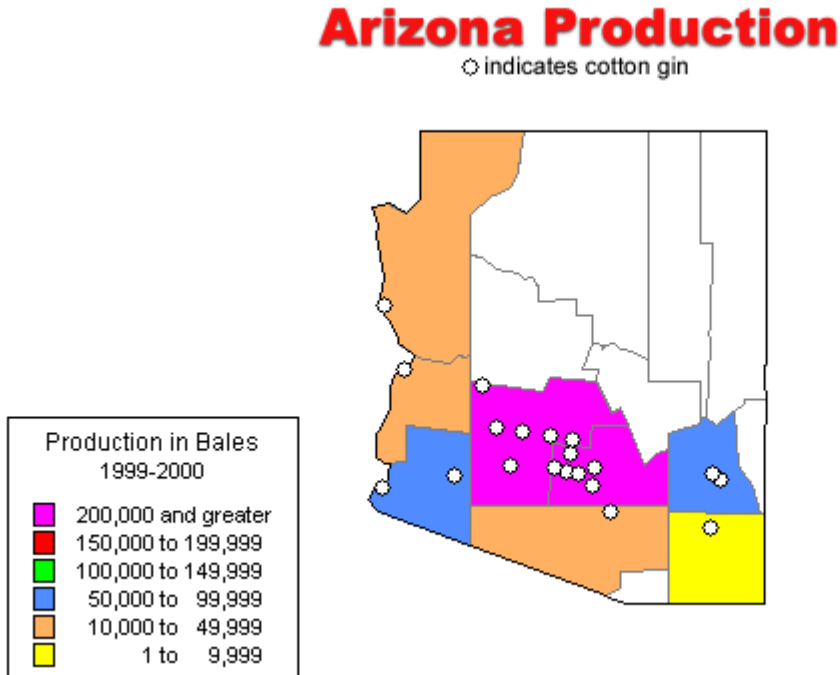 Arizona Production
indicates cotton gin
Production in Bales
1999-2000
200,000 and greater
150,000 to 199,999
100,000 to 149,999
50,000 to 99,999
10,000 to 49,999
1 to 9,999